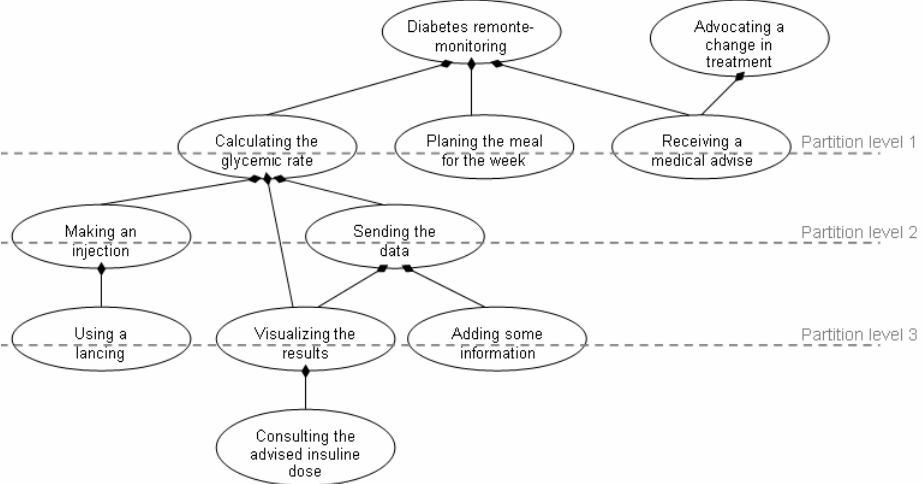 Diabetes remonte-
monitoring
Advocating a
change in
treatment
Calculating the
glycemic rate
Planing the meal
for the week
Receiving a
medical advise
Partition level 1
Making an
injection
Sending the
data
Partition level 2
Using a
lancing
Visualizing the
results
Adding some
information
Partition level 3
Consulting the
advised insuline
dose